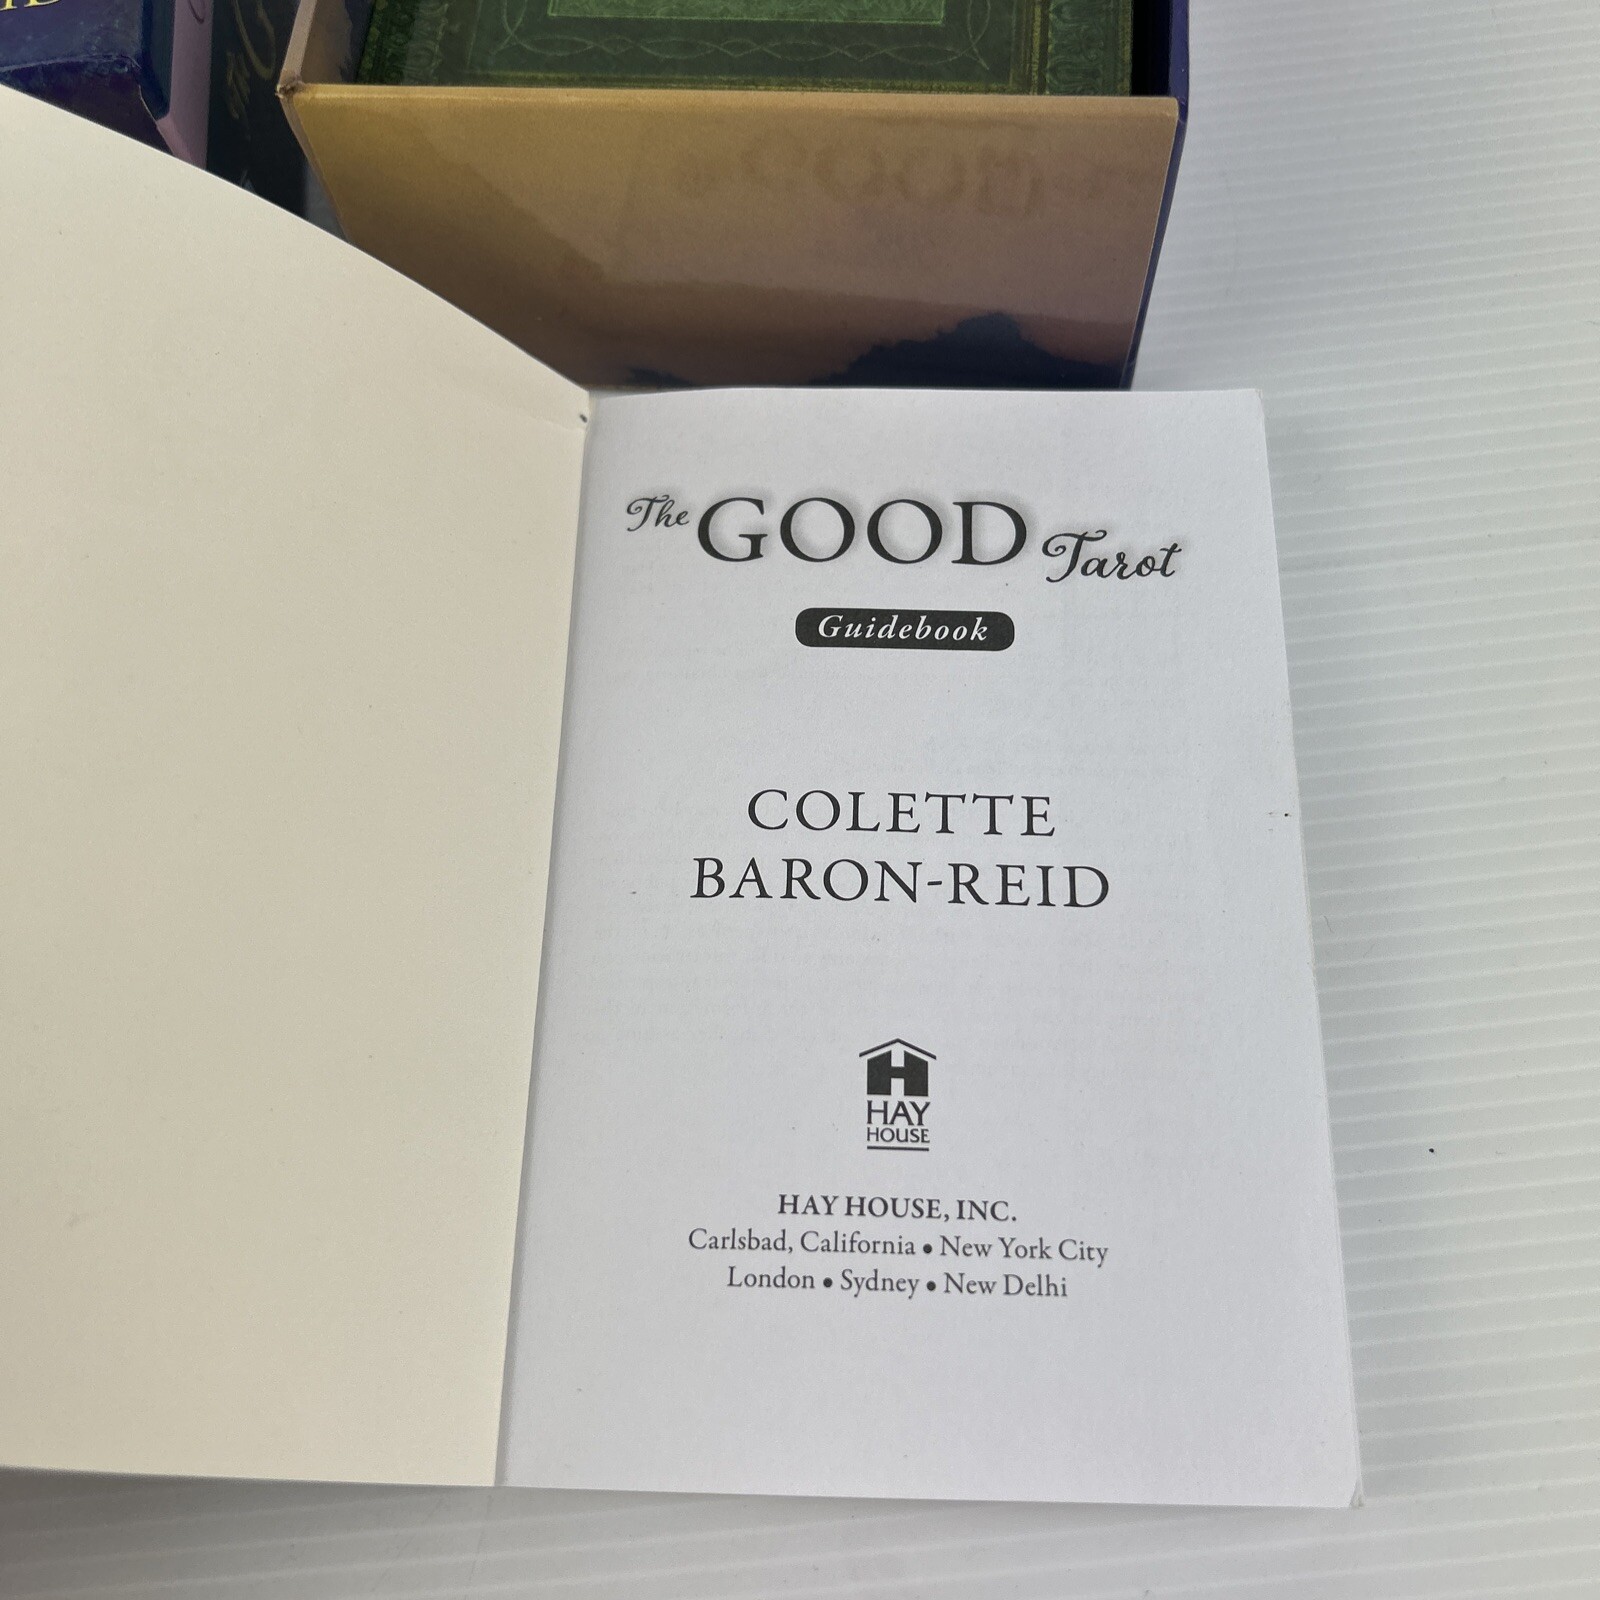 The GOOD Tarot
Guidebook
COLETTE
BARON-REID
H
HAY
HOUSE
HAY HOUSE, INC.
Carlsbad, California • New York City
London • Sydney • New Delhi